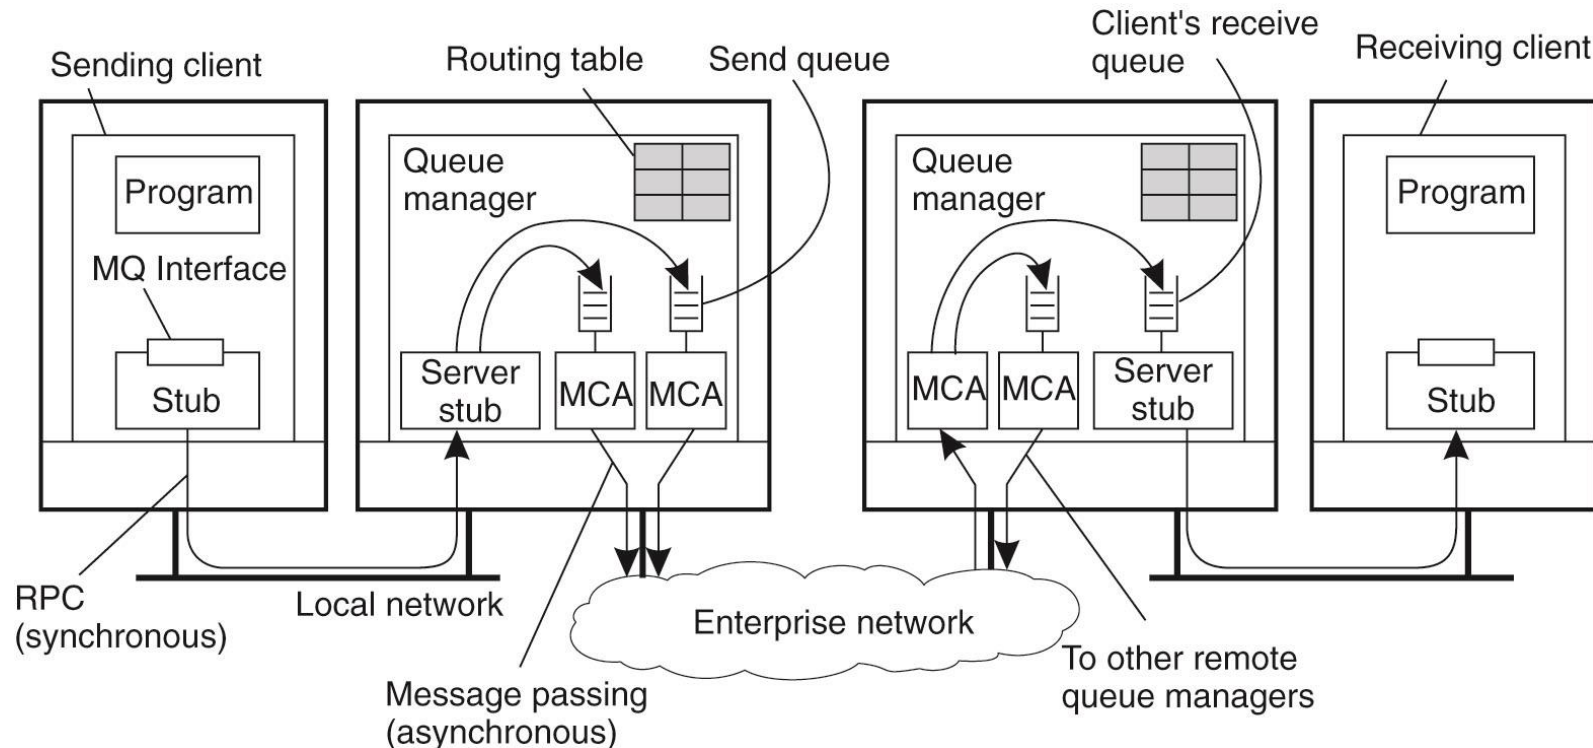 Sending client
Routing table
Send queue
Client's receive
queue
Receiving client
Program
MQ Interface
Stub
Queue
manager
Server
stub
MCA
MCA
Queue
manager
MCA
MCA
Server
stub
Program
Stub
RPC
(synchronous)
Local network
Message passing
(asynchronous)
Enterprise network
To other remote
queue managers